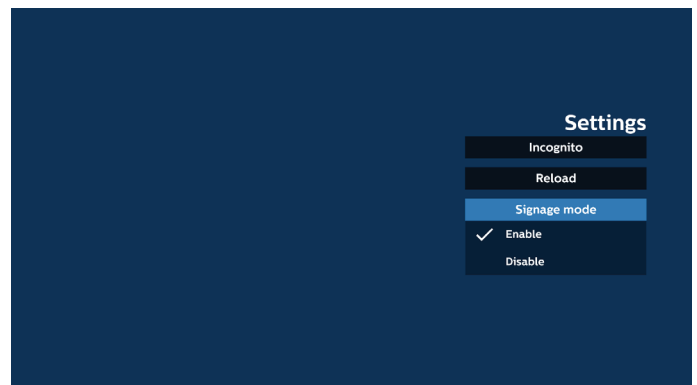 Settings
Incognito
Reload
Signage mode
Enable
Disable